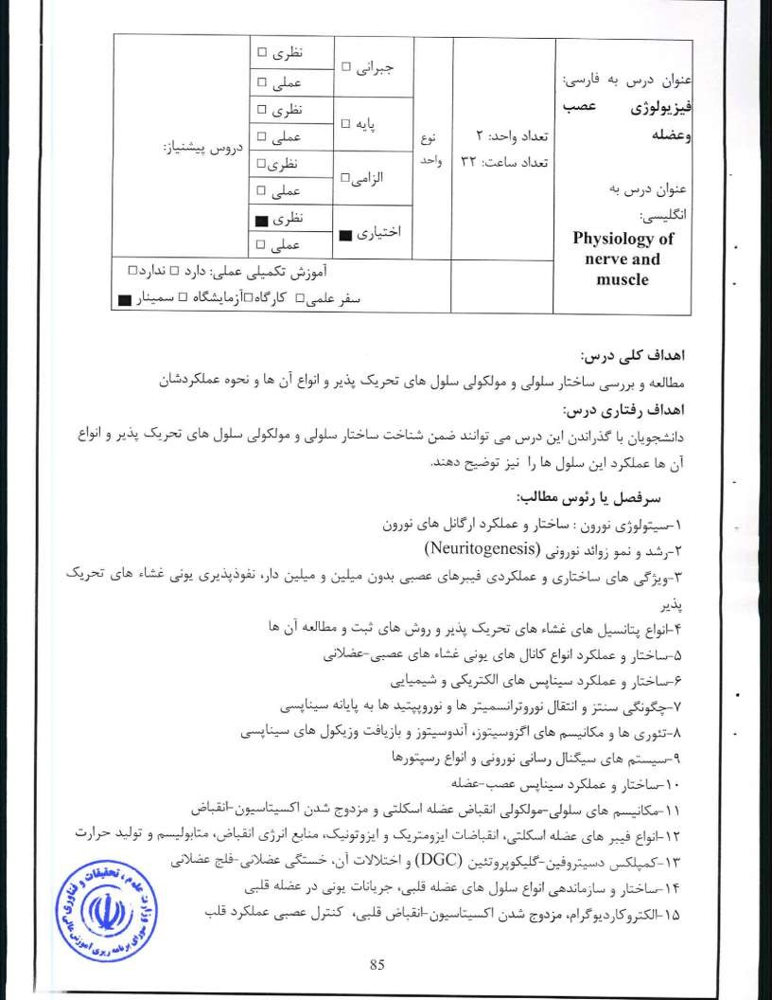 عنوان درس به فارسی:
فیزیولوژی عصب
وعضله
عنوان درس به
انگلیسی:
Physiology of
nerve and
muscle
تعداد واحد: ۲
تعداد ساعت: ۳۲
نوع
واحد
جبرانی □
نظری □
عملی □
پایه □
نظری □
عملی □
الزامی□
نظری□
عملی □
اختیاری ■
نظری ■
عملی □
دروس پیشنیاز:
آموزش تکمیلی عملی: دارد □ ندارد□
سفر علمی□ کارگاه□آزمایشگاه □ سمینار ■
اهداف کلی درس:
مطالعه و بررسی ساختار سلولی و مولکولی سلول های تحریک پذیر و انواع آن ها و نحوه عملکردشان
اهداف رفتاری درس:
دانشجویان با گذراندن این درس می توانند ضمن شناخت ساختار سلولی و مولکولی سلول های تحریک پذیر و انواع
آن ها عملکرد این سلول ها را نیز توضیح دهند.
سرفصل یا رئوس مطالب:
۱-سیتولوژی نورون : ساختار و عملکرد ارگانل های نورون
۲-رشد و نمو زوائد نورونی (Neuritogenesis)
۳-ویژگی های ساختاری و عملکردی فیبرهای عصبی بدون میلین و میلین دار، نفوذپذیری یونی غشاء های تحریک
پذیر
۴-انواع پتانسیل های غشاء های تحریک پذیر و روش های ثبت و مطالعه آن ها
۵-ساختار و عملکرد انواع کانال های یونی غشاء های عصبی-عضلانی
۶-ساختار و عملکرد سیناپس های الکتریکی و شیمیایی
۷-چگونگی سنتز و انتقال نوروترانسمیتر ها و نوروپپتید ها به پایانه سیناپسی
۸-تئوری ها و مکانیسم های اگزوسیتوز، آندوسیتوز و بازیافت وزیکول های سیناپسی
۹-سیستم های سیگنال رسانی نورونی و انواع رسپتورها
۱۰-ساختار و عملکرد سیناپس عصب-عضله
۱۱-مکانیسم های سلولی-مولکولی انقباض عضله اسکلتی و مزدوج شدن اکسیتاسیون-انقباض
۱۲-انواع فیبر های عضله اسکلتی، انقباضات ایزومتریک و ایزوتونیک، منابع انرژی انقباض، متابولیسم و تولید حرارت
۱۳-کمپلکس دسیتروفین-گلیکوپروتئین (DGC) و اختلالات آن، خستگی عضلانی-فلج عضلانی
۱۴-ساختار و سازماندهی انواع سلول های عضله قلبی، جریانات یونی در عضله قلبی
۱۵-الکتروکاردیوگرام، مزدوج شدن اکسیتاسیون-انقباض قلبی، کنترل عصبی عملکرد قلب
وزارت علوم، تحقیقات و فناوری
شورای برنامه ریزی آموزش عالی
85